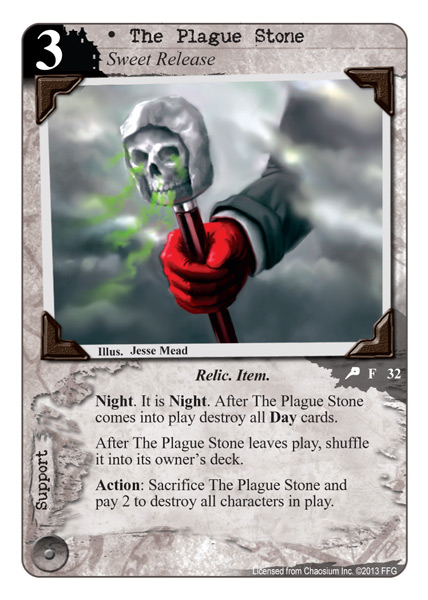 3
• The Plague Stone
Sweet Release
Illus. Jesse Mead
Relic. Item.
F 32
Night. It is Night. After The Plague Stone
comes into play destroy all Day cards.
After The Plague Stone leaves play, shuffle
it into its owner's deck.
Action: Sacrifice The Plague Stone and
pay 2 to destroy all characters in play.
Support
Licensed from Chaosium Inc. ©2013 FFG